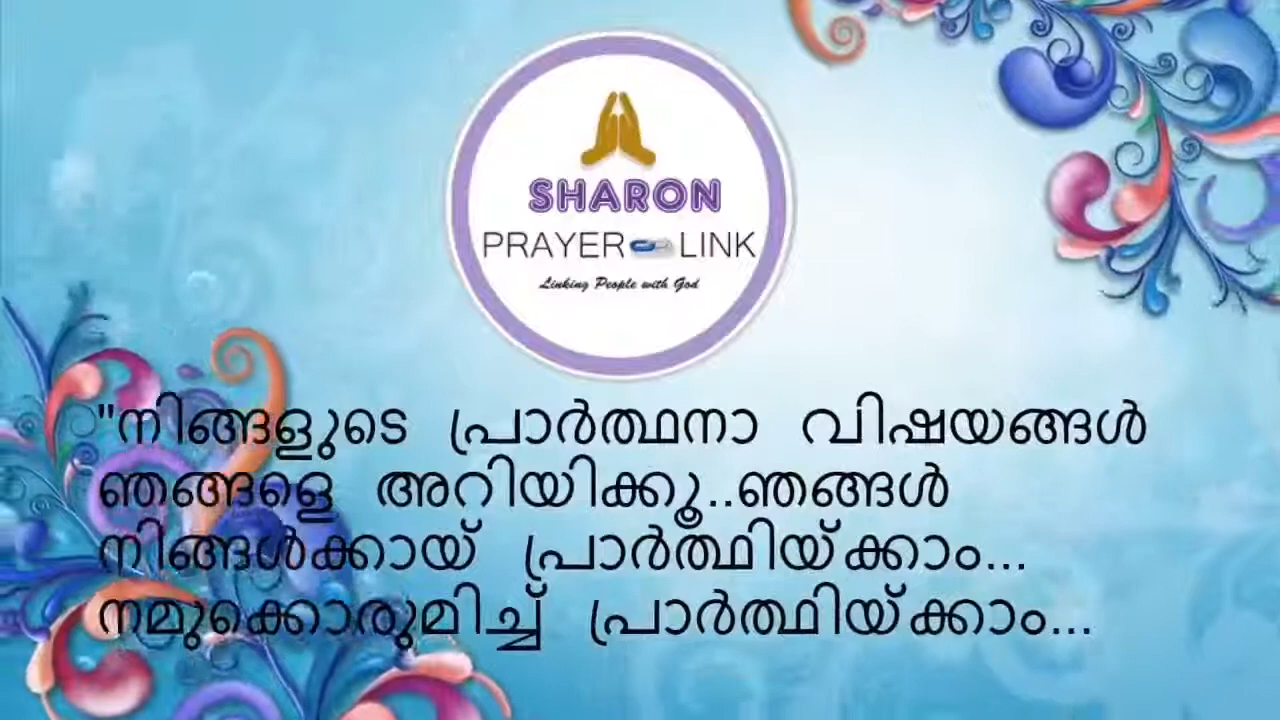 SHARON
PRAYER LINK
Linking People with God
"നിങ്ങളുടെ പ്രാർത്ഥനാ വിഷയങ്ങൾ
ഞങ്ങളെ അറിയിക്കൂ..ഞങ്ങൾ
നിങ്ങൾക്കായ് പ്രാർത്ഥിയ്ക്കാം...
നമുക്കൊരുമിച്ച് പ്രാർത്ഥിയ്ക്കാം...